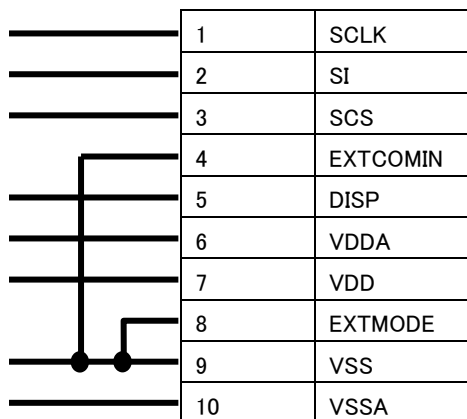 1 SCLK
2 SI
3 SCS
4 EXTCOMIN
5 DISP
6 VDDA
7 VDD
8 EXTMODE
9 VSS
10 VSSA